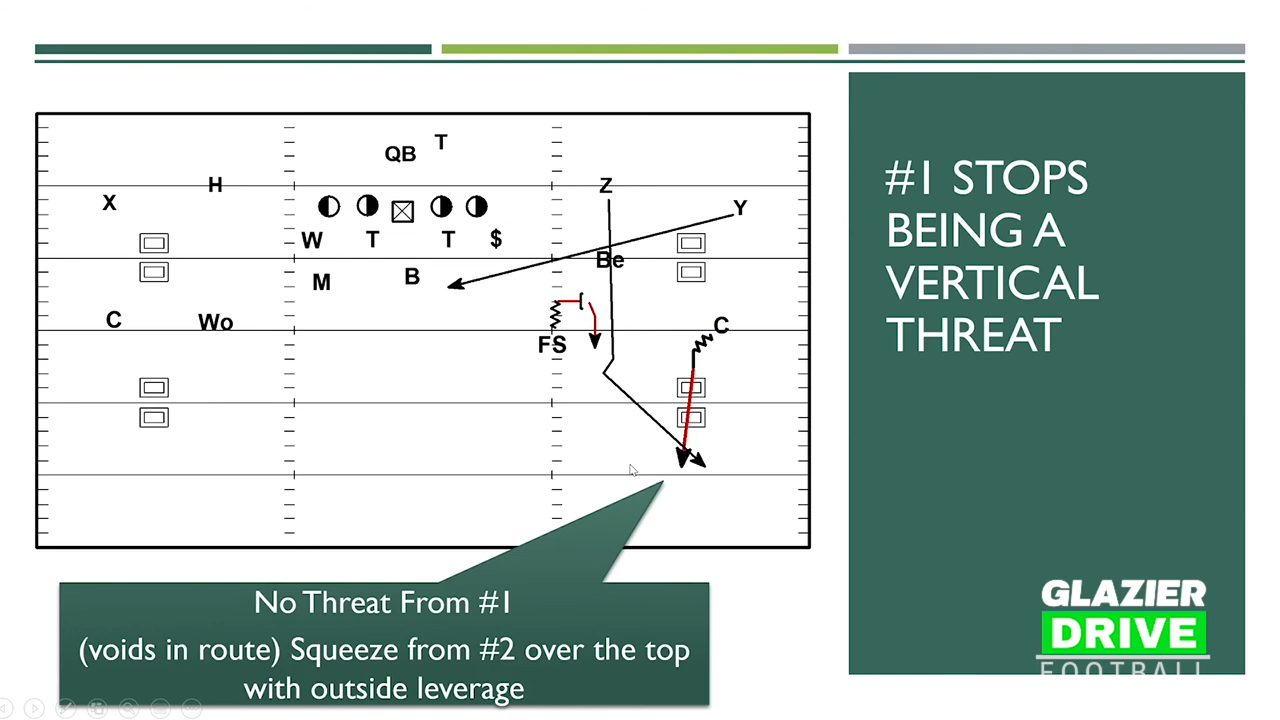 #1 STOPS
BEING A
VERTICAL
THREAT
QB T
H
X
Z
Y
W T T $
Be
M B
C Wo
FS
C
No Threat From #1
(voids in route) Squeeze from #2 over the top
with outside leverage
GLAZIER
DRIVE
FOOTBALL